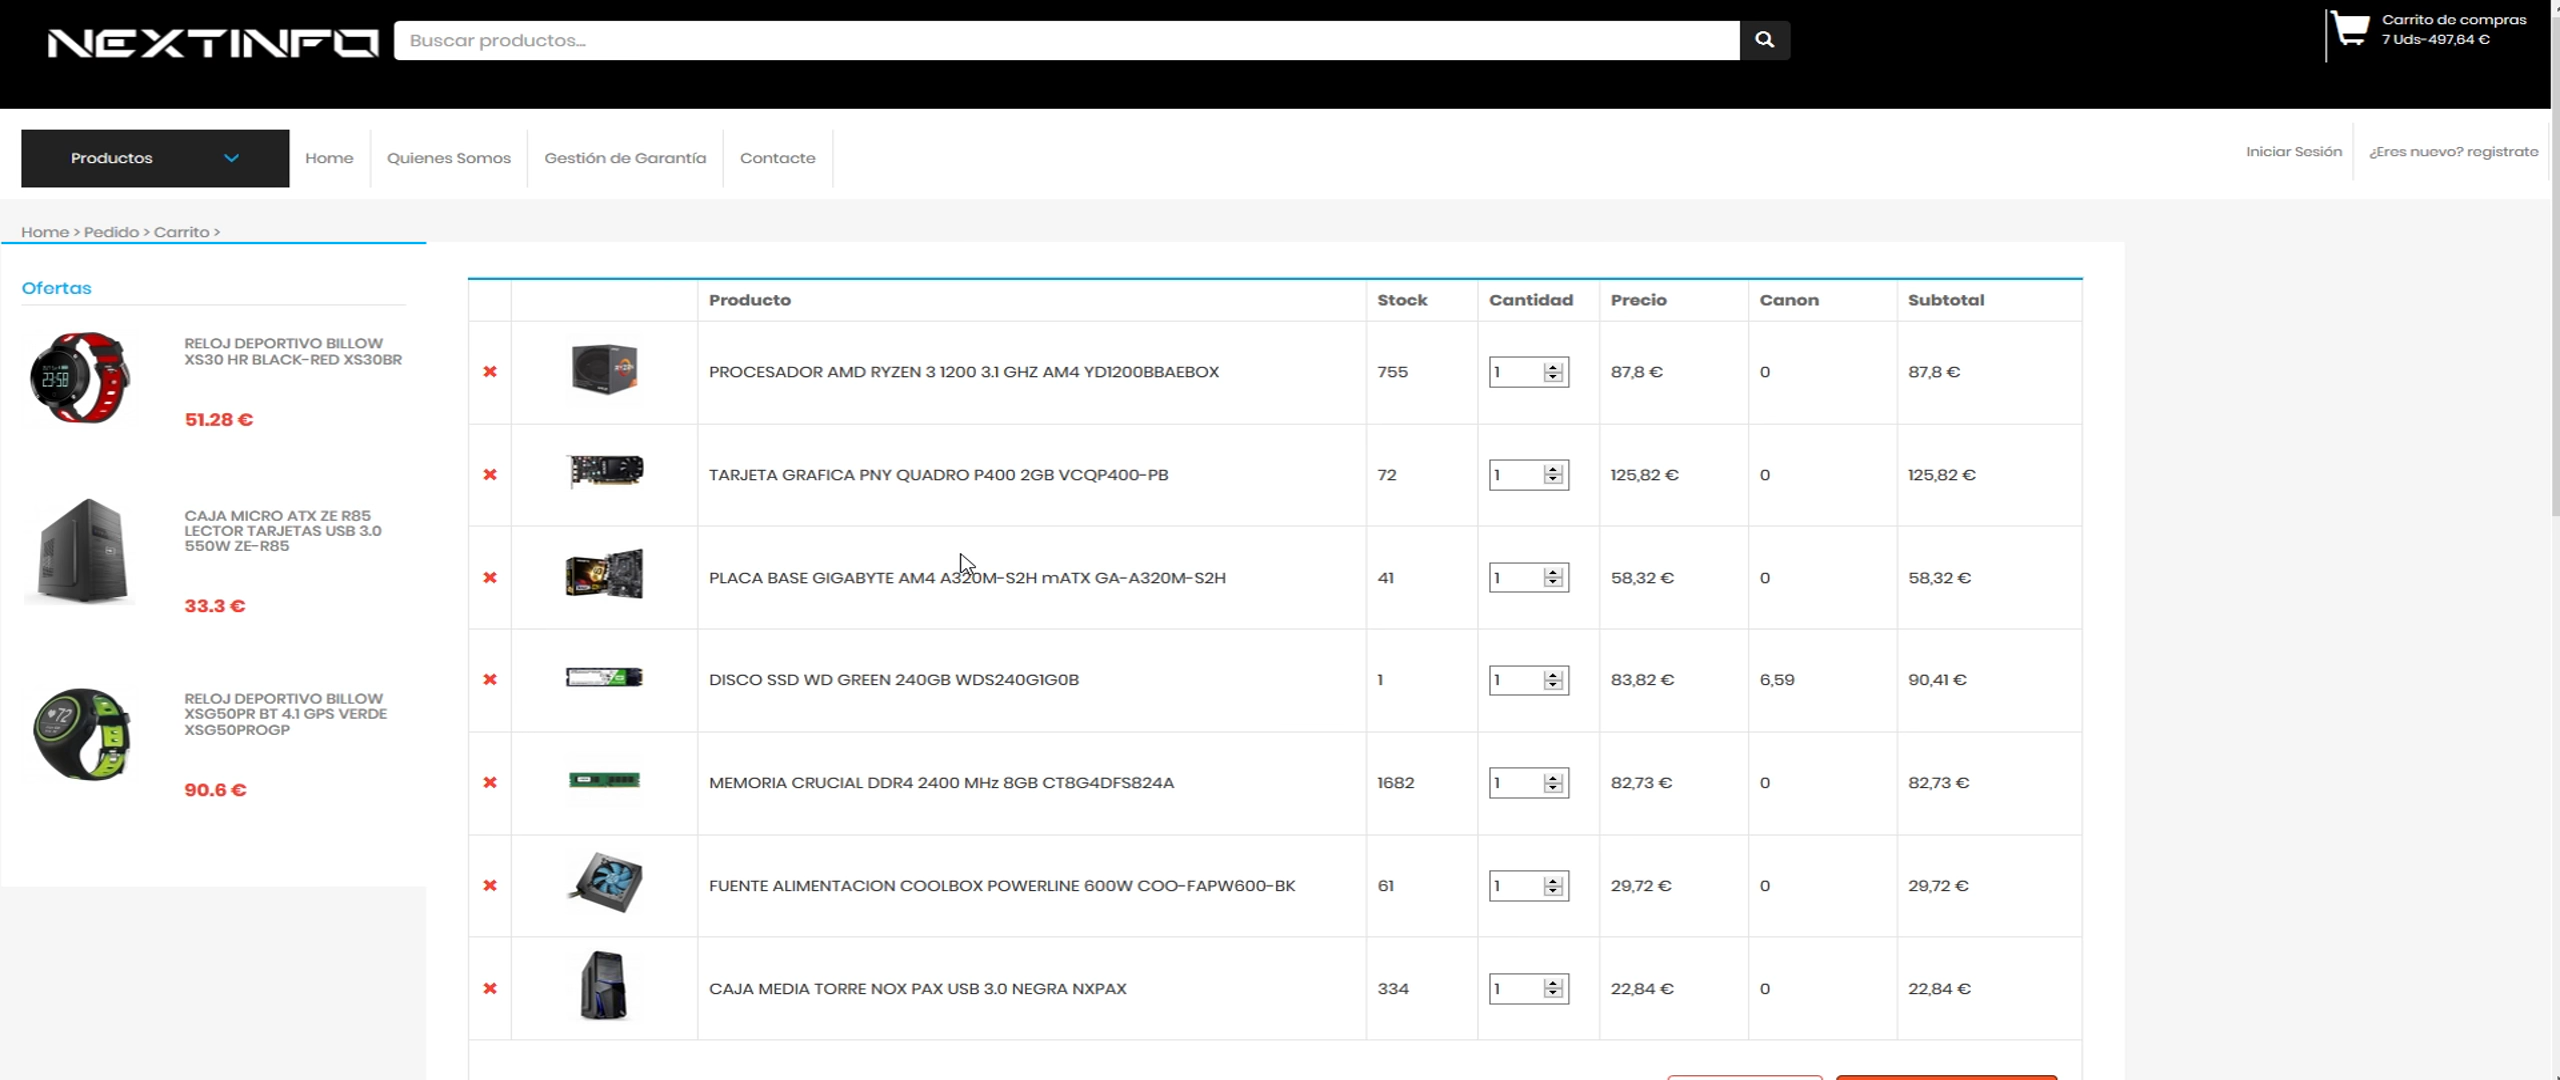 NEXTINFO
Buscar productos...
Carrito de compras
7 Uds-497,64 €
Productos
Home
Quienes Somos
Gestión de Garantía
Contacte
Iniciar Sesión
¿Eres nuevo? registrate
Home > Pedido > Carrito >
Ofertas
RELOJ DEPORTIVO BILLOW
XS30 HR BLACK-RED XS30BR
51.28 €
CAJA MICRO ATX ZE R85
LECTOR TARJETAS USB 3.0
550W ZE-R85
33.3 €
RELOJ DEPORTIVO BILLOW
XSG50PR BT 4.1 GPS VERDE
XSG50PROGP
90.6 €
Producto Stock Cantidad Precio Canon Subtotal
PROCESADOR AMD RYZEN 3 1200 3.1 GHZ AM4 YD1200BBAEBOX 755 1 87,8 € 0 87,8 €
TARJETA GRAFICA PNY QUADRO P400 2GB VCQP400-PB 72 1 125,82 € 0 125,82 €
PLACA BASE GIGABYTE AM4 A320M-S2H mATX GA-A320M-S2H 41 1 58,32 € 0 58,32 €
DISCO SSD WD GREEN 240GB WDS240G1G0B 1 1 83,82 € 6,59 90,41 €
MEMORIA CRUCIAL DDR4 2400 MHz 8GB CT8G4DFS824A 1682 1 82,73 € 0 82,73 €
FUENTE ALIMENTACION COOLBOX POWERLINE 600W COO-FAPW600-BK 61 1 29,72 € 0 29,72 €
CAJA MEDIA TORRE NOX PAX USB 3.0 NEGRA NXPAX 334 1 22,84 € 0 22,84 €